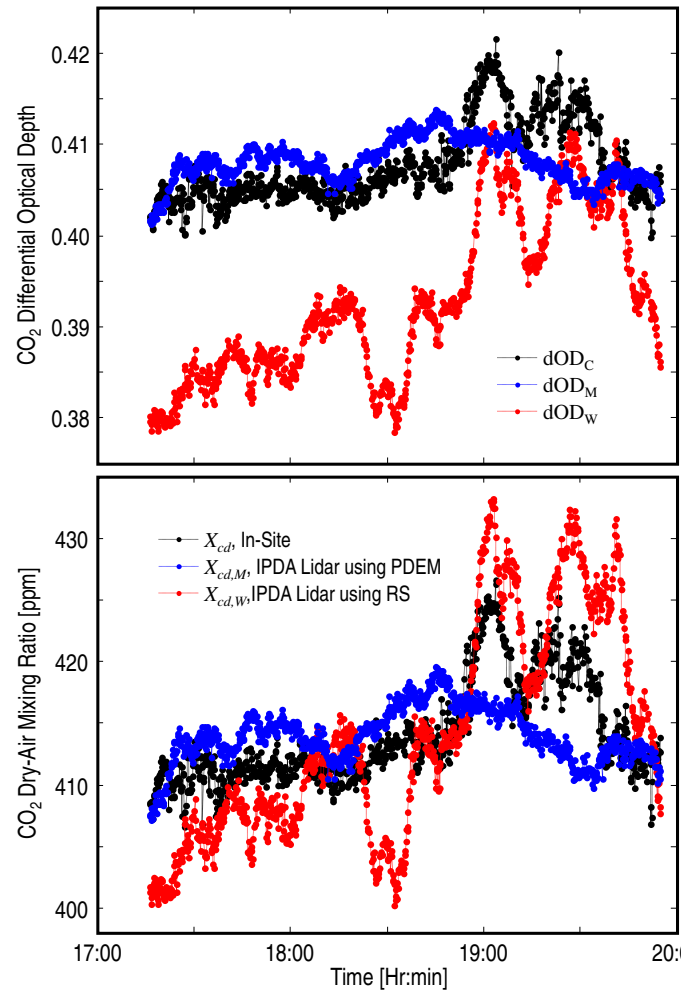 0.42
0.41
0.40
0.39
0.38
CO2 Differential Optical Depth
dODC
dODM
dODW
430
420
410
400
CO2 Dry-Air Mixing Ratio [ppm]
Xcd, In-Site
Xcd,M, IPDA Lidar using PDEM
Xcd,W,IPDA Lidar using RS
17:00 18:00 19:00 20:0
Time [Hr:min]